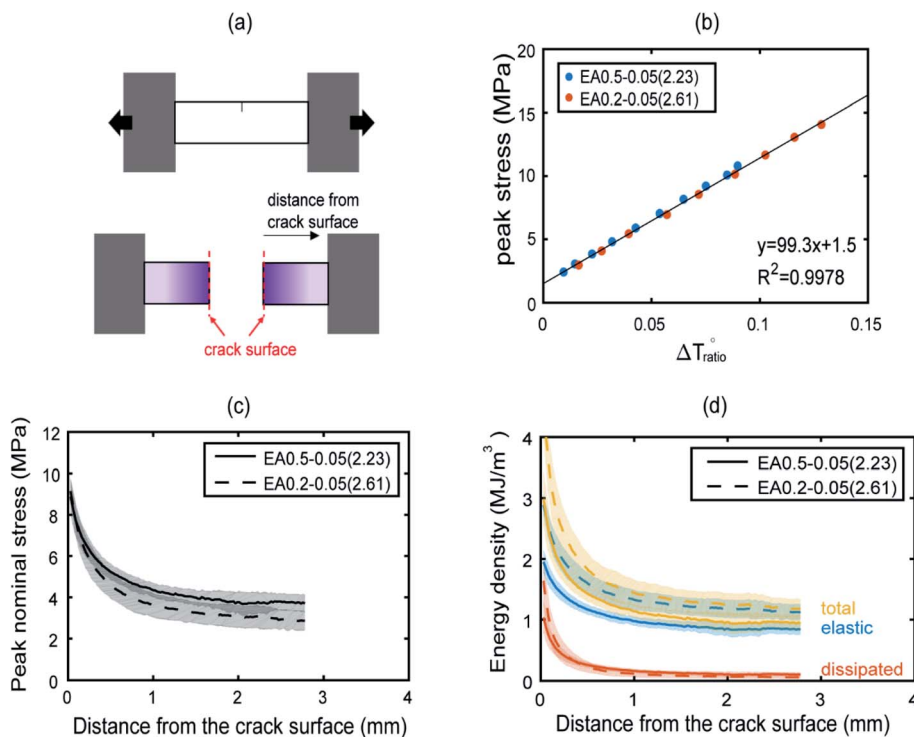 (a)
distance from
crack surface
crack surface
(b)
peak stress (MPa)
20
15
10
5
0
EA0.5-0.05(2.23)
EA0.2-0.05(2.61)
y=99.3x+1.5
R²=0.9978
0
0.05
0.1
0.15
ΔT°ratio
(c)
Peak nominal stress (MPa)
12
10
8
6
4
2
0
EA0.5-0.05(2.23)
EA0.2-0.05(2.61)
0
1
2
3
4
Distance from the crack surface (mm)
(d)
Energy density (MJ/m³)
4
3
2
1
0
EA0.5-0.05(2.23)
EA0.2-0.05(2.61)
total
elastic
dissipated
0
1
2
3
4
Distance from the crack surface (mm)